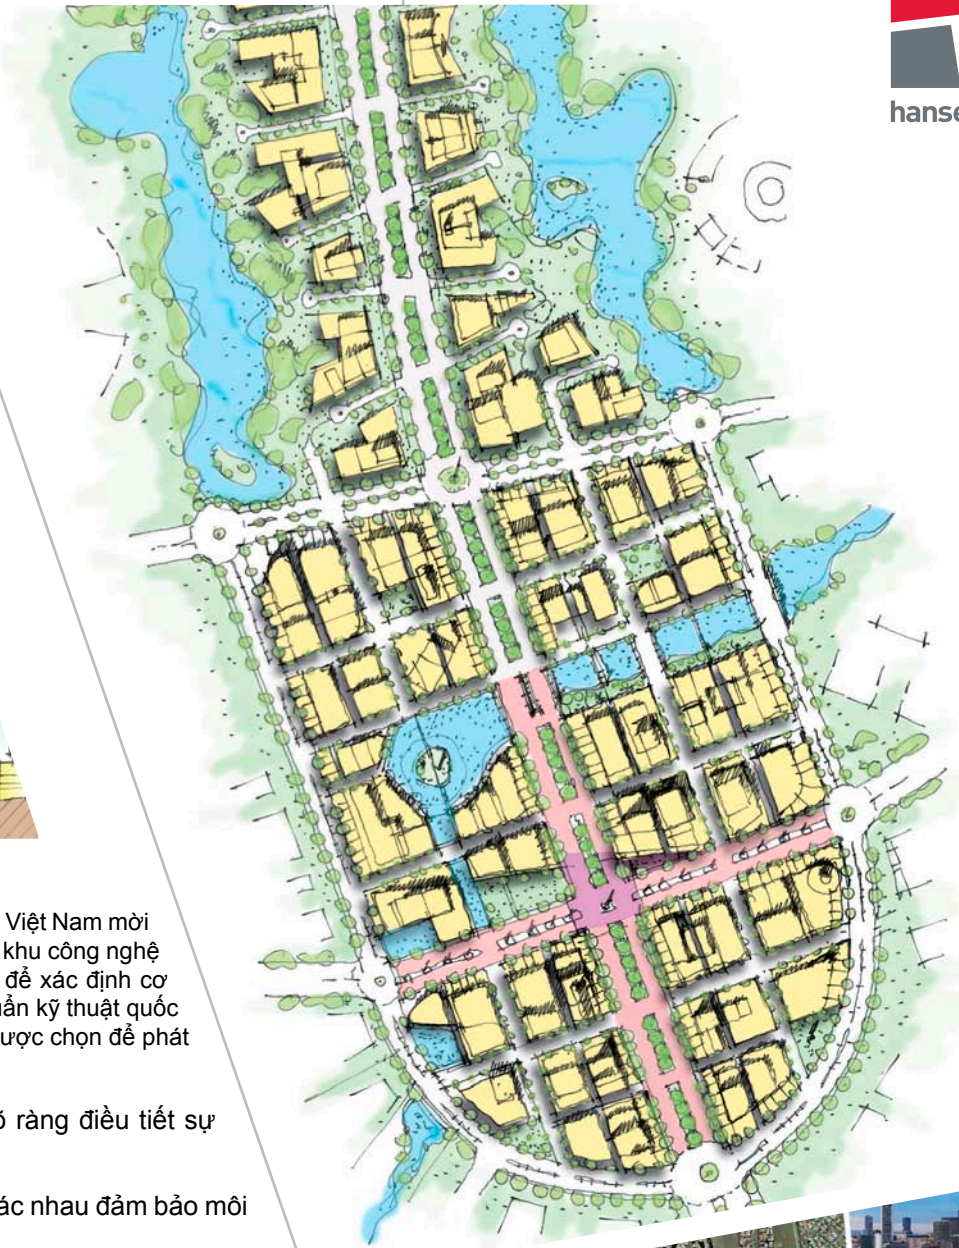 hanse
Việt Nam mời
khu công nghệ
để xác định cơ
ẩn kỹ thuật quốc
ược chọn để phát
ràng điều tiết sự
ác nhau đảm bảo môi